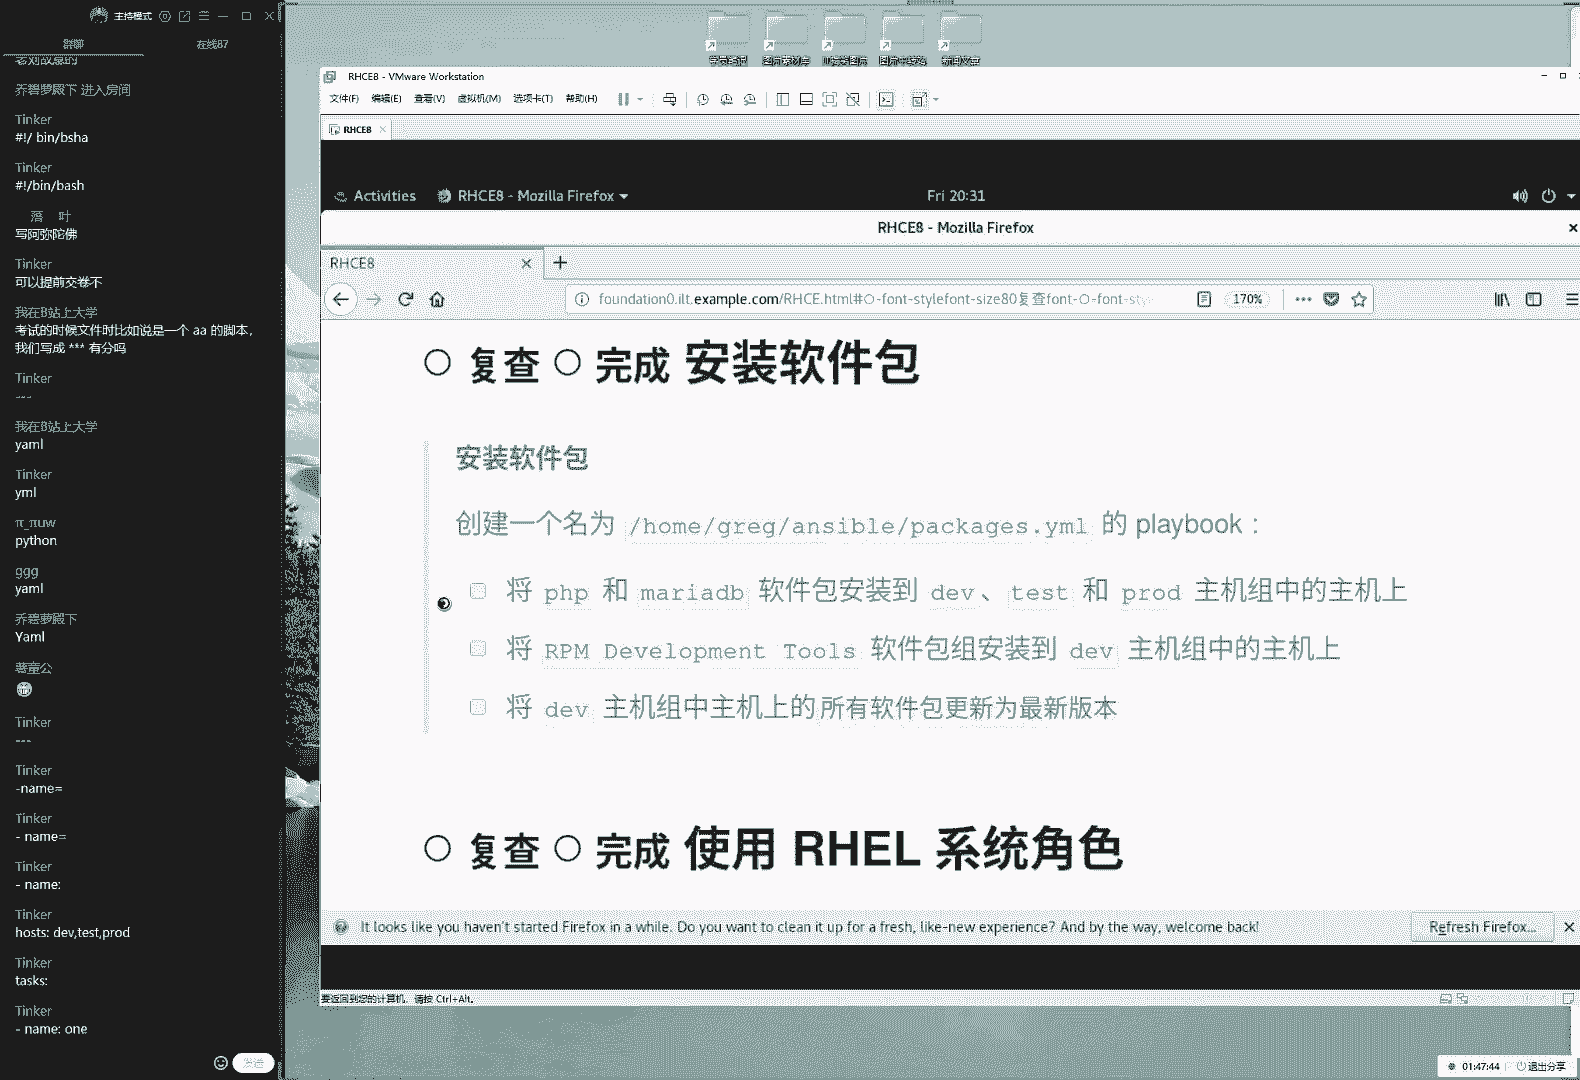 主持模式
群聊
在线87
乔碧萝殿下 进入房间
Tinker
#!/ bin/bsha
Tinker
#!/bin/bash
落 叶
写阿弥陀佛
Tinker
可以提前交卷不
我在B站上大学
考试的时候文件时比如说是一个 aa 的脚本，
我们写成 *** 有分吗
Tinker
---
我在B站上大学
yaml
Tinker
yml
python
ggg
yaml
乔碧萝殿下
Yaml
Tinker
---
Tinker
-name=
Tinker
- name=
Tinker
- name:
Tinker
hosts: dev,test,prod
Tinker
tasks:
Tinker
- name: one
发送
RHCE8 - VMware Workstation
文件(F) 编辑(E) 查看(V) 虚拟机(M) 选项卡(T) 帮助(H)
RHCE8
Activities RHCE8 - Mozilla Firefox Fri 20:31
RHCE8 - Mozilla Firefox
RHCE8
foundation0.ilt.example.com/RHCE.html#○-font-stylefont-size80复查font-○-font-sty
170%
复查 完成 安装软件包
安装软件包
创建一个名为 /home/greg/ansible/packages.yml 的 playbook：
将 php 和 mariadb 软件包安装到 dev、test 和 prod 主机组中的主机上
将 RPM Development Tools 软件包组安装到 dev 主机组中的主机上
将 dev 主机组中主机上的所有软件包更新为最新版本
复查 完成 使用 RHEL 系统角色
It looks like you haven't started Firefox in a while. Do you want to clean it up for a fresh, like-new experience? And by the way, welcome back!
Refresh Firefox...
要返回到您的计算机，请按 Ctrl+Alt。
01:47:44 退出分享